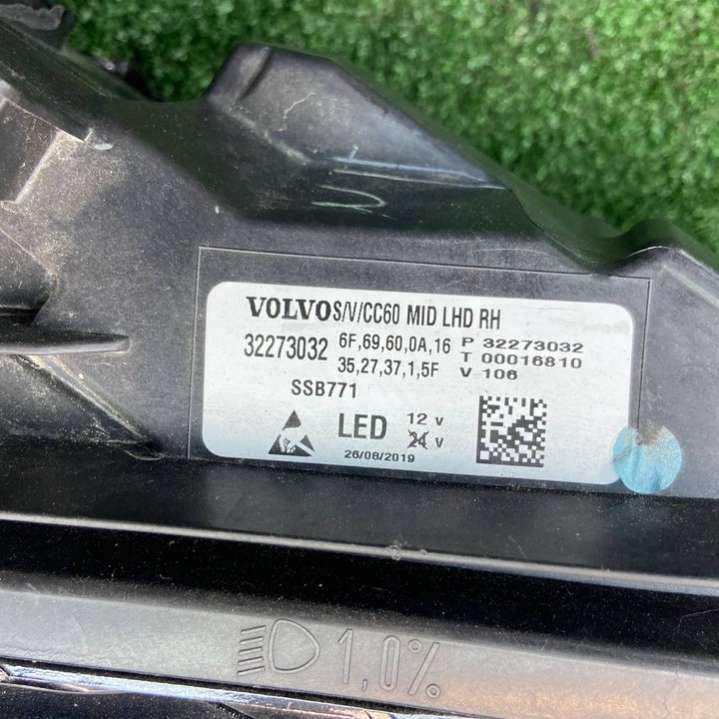 VOLVO S/V/CC60 MID LHD RH
32273032 6F,69,60,0A,16 P 32273032
35,27,37,1,5F T 00016810
V 106
SSB771
LED 12 v
24 v
26/08/2019
1,0%